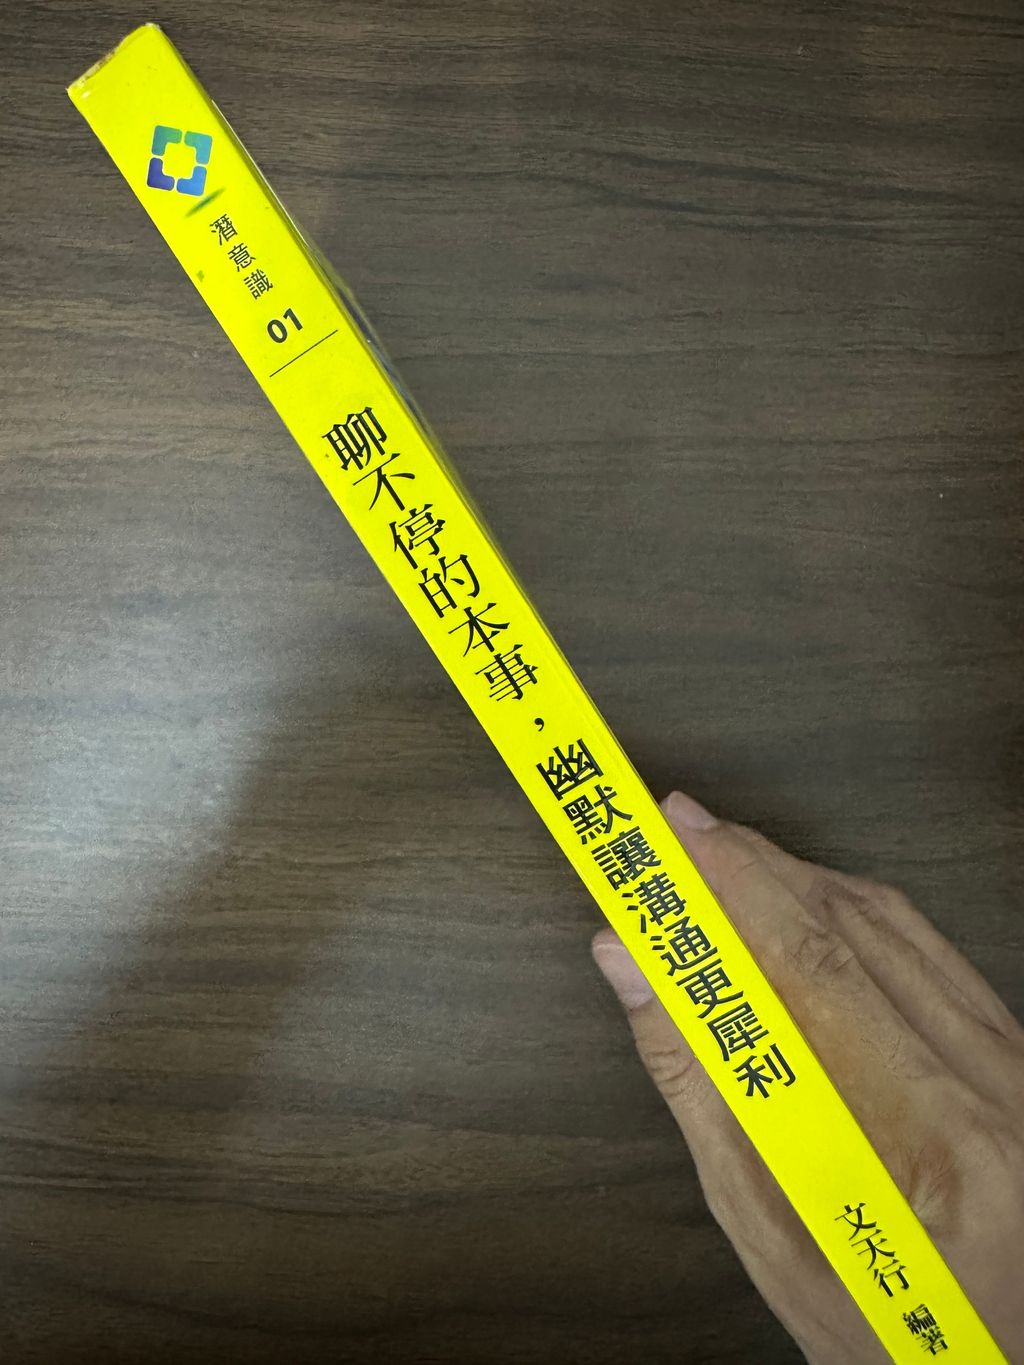 潛意識
01
聊不停的本事，幽默讓溝通更犀利
文天行 編著